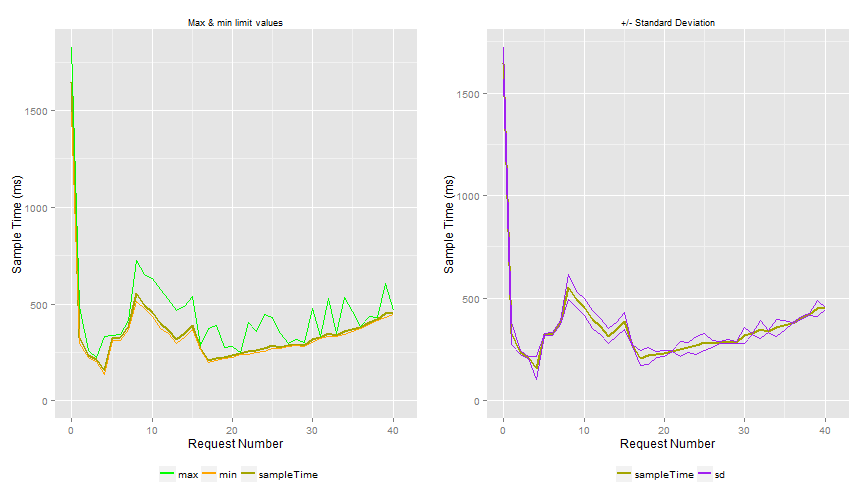 Max & min limit values
Sample Time (ms)
1500
1000
500
0
0 10 20 30 40
Request Number
max min sampleTime
+/- Standard Deviation
Sample Time (ms)
1500
1000
500
0
0 10 20 30 40
Request Number
sampleTime sd